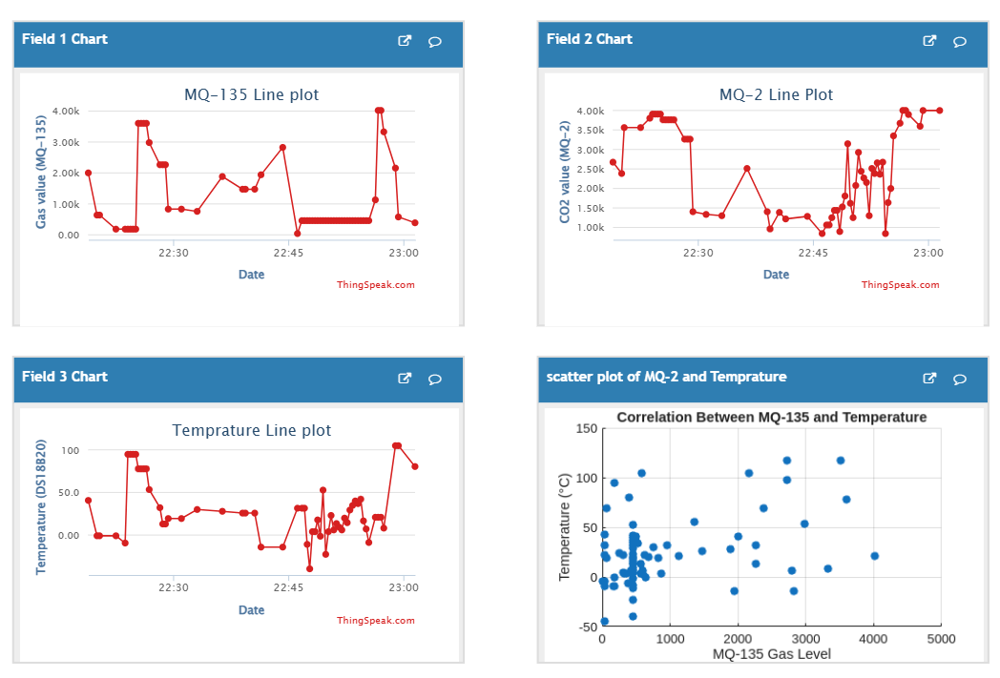 Field 1 Chart
MQ-135 Line plot
Gas value (MQ-135)
4.00k
3.00k
2.00k
1.00k
0.00
22:30
22:45
23:00
Date
ThingSpeak.com
Field 2 Chart
MQ-2 Line Plot
CO2 value (MQ-2)
4.00k
3.50k
3.00k
2.50k
2.00k
1.50k
1.00k
22:30
22:45
23:00
Date
ThingSpeak.com
Field 3 Chart
Temprature Line plot
Temperature (DS18B20)
100
50.0
0.00
22:30
22:45
23:00
Date
ThingSpeak.com
scatter plot of MQ-2 and Temprature
Correlation Between MQ-135 and Temperature
Temperature (°C)
150
100
50
0
-50
0
1000
2000
3000
4000
5000
MQ-135 Gas Level